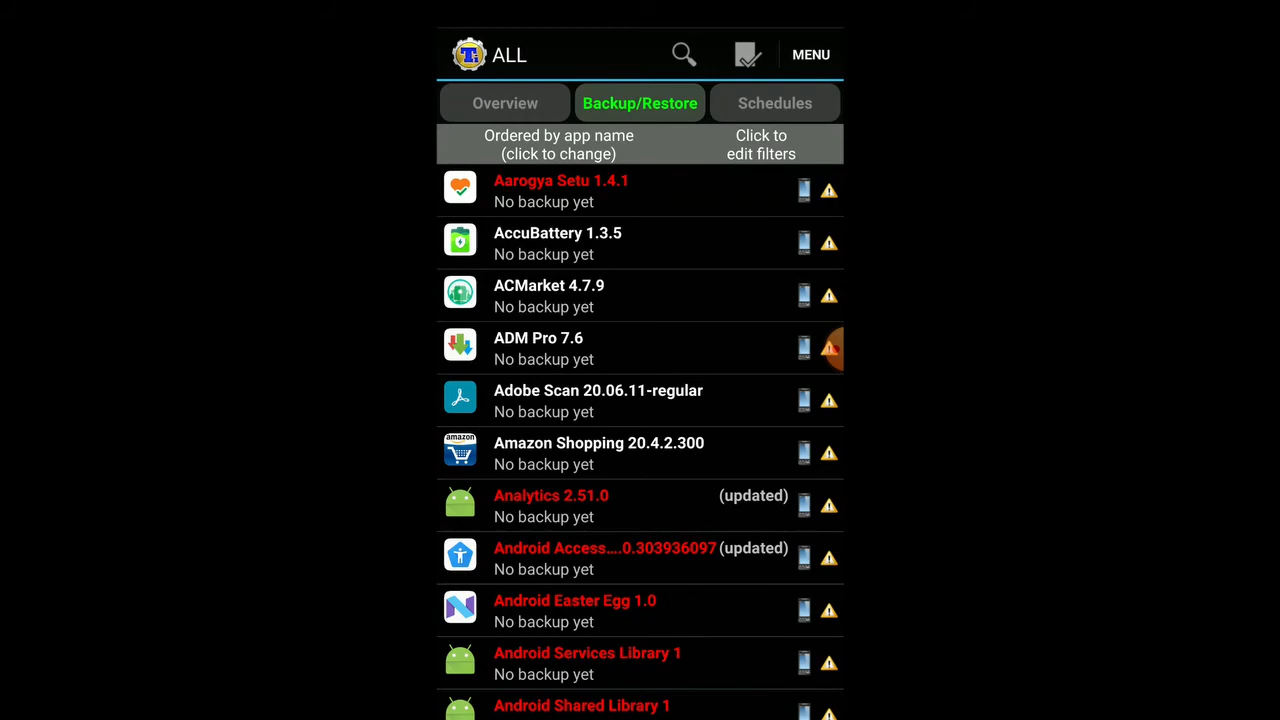 ALL
MENU
Overview
Backup/Restore
Schedules
Ordered by app name
(click to change)
Click to
edit filters
Aarogya Setu 1.4.1
No backup yet
AccuBattery 1.3.5
No backup yet
ACMarket 4.7.9
No backup yet
ADM Pro 7.6
No backup yet
Adobe Scan 20.06.11-regular
No backup yet
amazon
Amazon Shopping 20.4.2.300
No backup yet
Analytics 2.51.0 (updated)
No backup yet
Android Access....0.303936097 (updated)
No backup yet
Android Easter Egg 1.0
No backup yet
Android Services Library 1
No backup yet
Android Shared Library 1